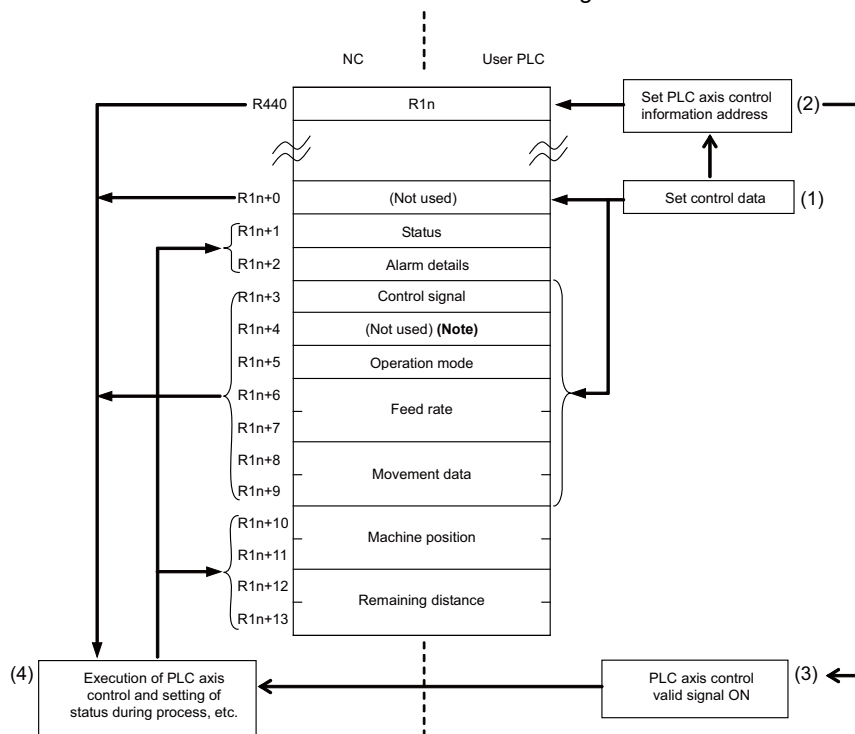 NC
User PLC
R440
R1n
Set PLC axis control
information address
(2)
R1n+0
(Not used)
Set control data
(1)
R1n+1
Status
R1n+2
Alarm details
R1n+3
Control signal
R1n+4
(Not used) (Note)
R1n+5
Operation mode
R1n+6
Feed rate
R1n+7
R1n+8
Movement data
R1n+9
R1n+10
Machine position
R1n+11
R1n+12
Remaining distance
R1n+13
(4)
Execution of PLC axis
control and setting of
status during process, etc.
PLC axis control
valid signal ON
(3)